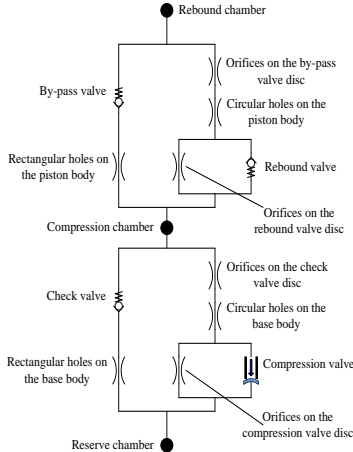 Rebound chamber
Orifices on the by-pass
valve disc
By-pass valve
Circular holes on the
piston body
Rectangular holes on
the piston body
Rebound valve
Orifices on the
rebound valve disc
Compression chamber
Orifices on the check
valve disc
Check valve
Circular holes on the
base body
Rectangular holes on
the base body
Compression valve
Orifices on the
compression valve disc
Reserve chamber